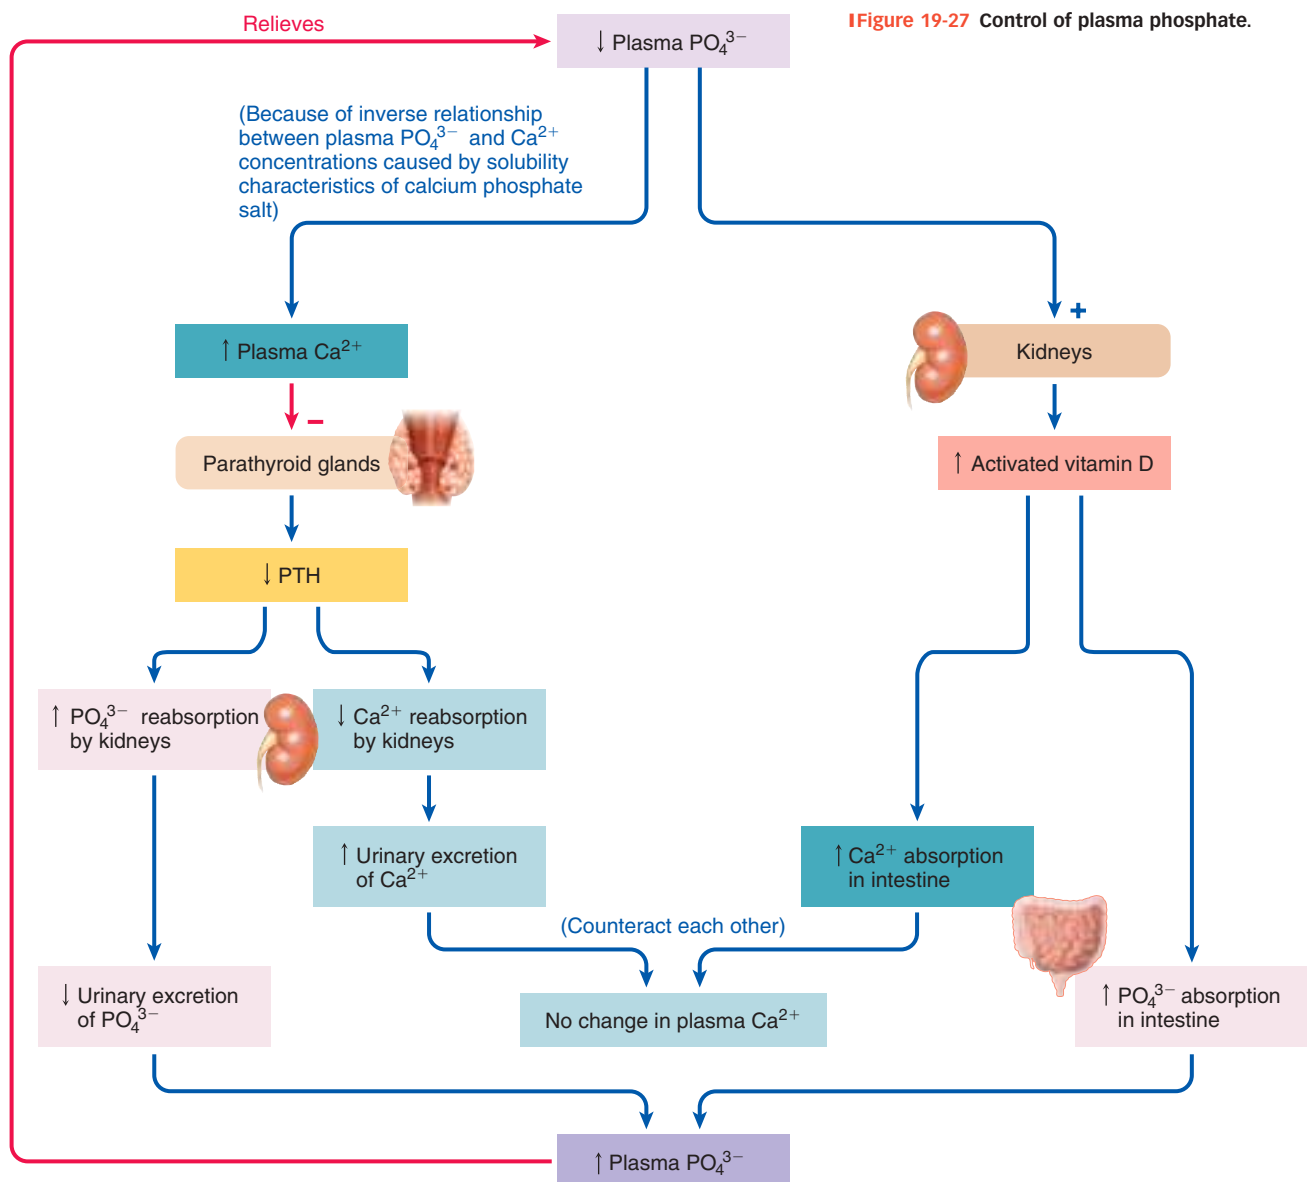 Relieves
↓ Plasma PO₄³⁻
Figure 19-27 Control of plasma phosphate.
(Because of inverse relationship
between plasma PO₄³⁻ and Ca²⁺
concentrations caused by solubility
characteristics of calcium phosphate
salt)
↑ Plasma Ca²⁺
+
Kidneys
−
Parathyroid glands
↑ Activated vitamin D
↓ PTH
↑ PO₄³⁻ reabsorption
by kidneys
↓ Ca²⁺ reabsorption
by kidneys
↑ Urinary excretion
of Ca²⁺
↑ Ca²⁺ absorption
in intestine
(Counteract each other)
↓ Urinary excretion
of PO₄³⁻
No change in plasma Ca²⁺
↑ PO₄³⁻ absorption
in intestine
↑ Plasma PO₄³⁻